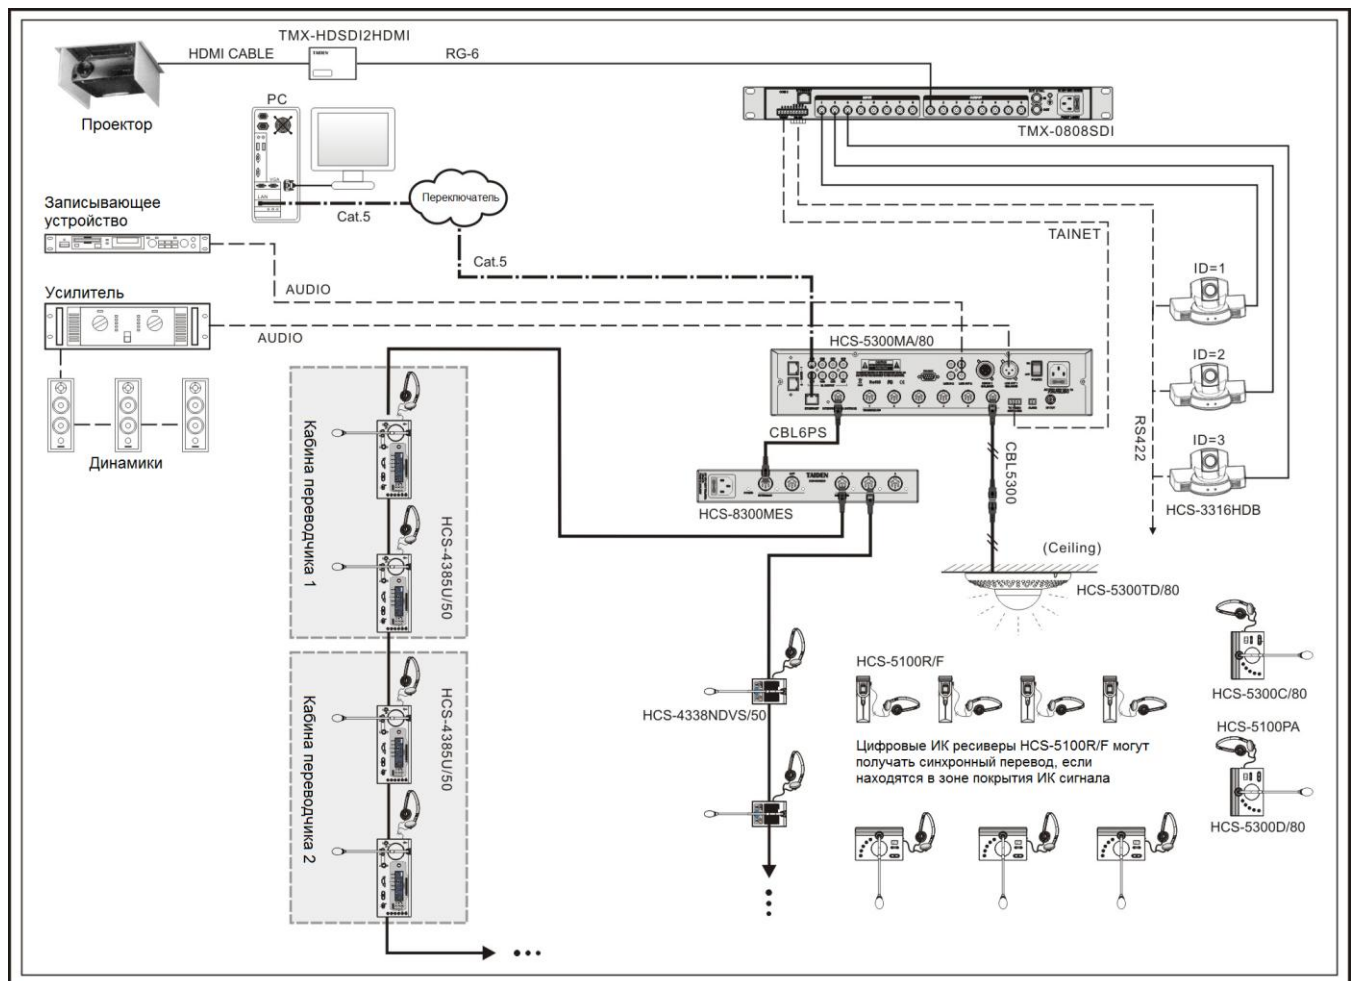 TMX-HDSDI2HDMI
HDMI CABLE
RG-6
Проектор
PC
TMX-0808SDI
LAN
Переключатель
Cat.5
Записывающее
устройство
TAINET
Cat.5
ID=1
AUDIO
Усилитель
AUDIO
HCS-5300MA/80
ID=2
Динамики
Кабина переводчика 1
HCS-4385U/50
CBL6PS
CBL5300
RS422
ID=3
HCS-3316HDB
TAIDEN
HCS-8300MES
(Ceiling)
HCS-5300TD/80
Кабина переводчика 2
HCS-4385U/50
HCS-4338NDVS/50
HCS-5100R/F
HCS-5300C/80
HCS-5100PA
Цифровые ИК ресиверы HCS-5100R/F могут
получать синхронный перевод, если
находятся в зоне покрытия ИК сигнала
HCS-5300D/80